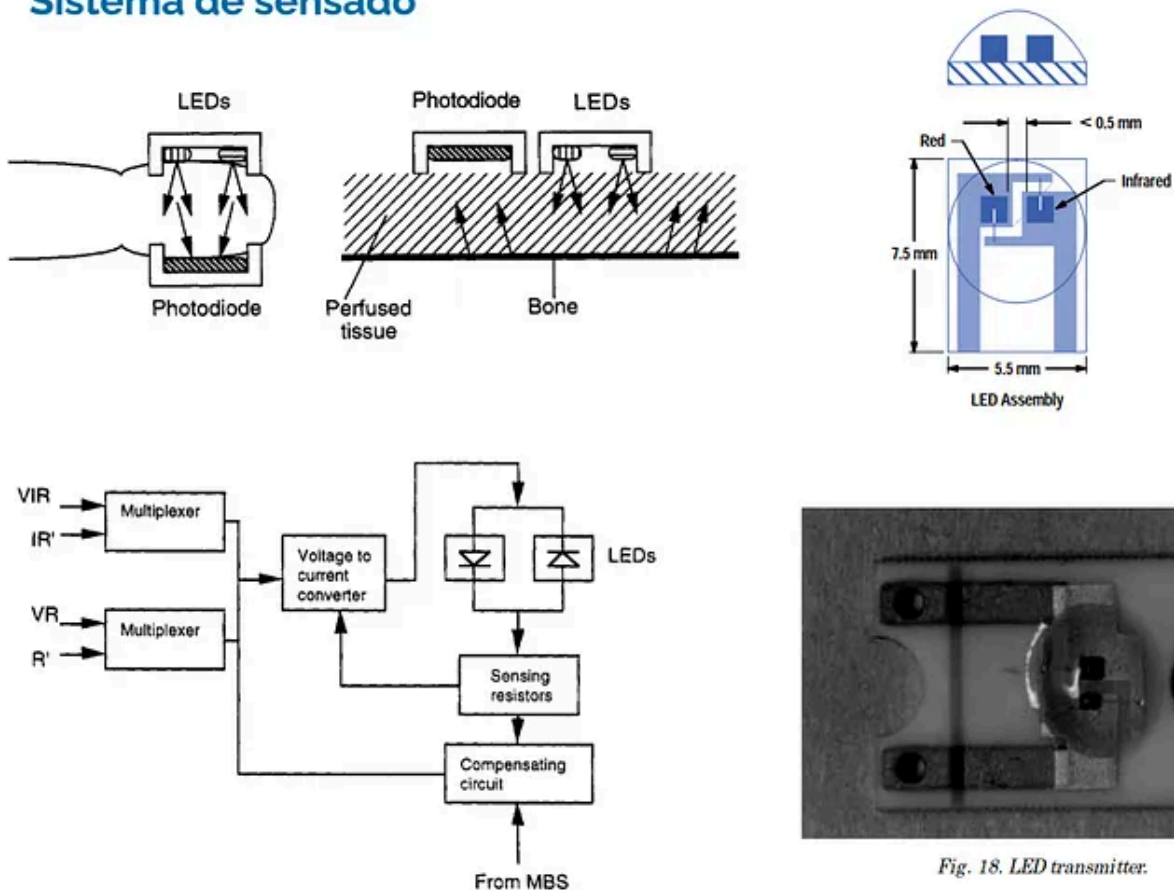 Sistema de sensado
LEDs
Photodiode
Photodiode
LEDs
Perfused
tissue
Bone
< 0.5 mm
Red
Infrared
7.5 mm
5.5 mm
LED Assembly
VIR
IR'
Multiplexer
VR
R'
Multiplexer
Voltage to
current
converter
LEDs
Sensing
resistors
Compensating
circuit
From MBS
Fig. 18. LED transmitter.